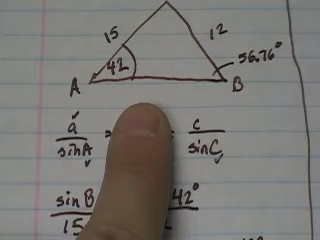 15 12
42 56.76°
A B
a = = c
sinA sinC
sin B 42°
15